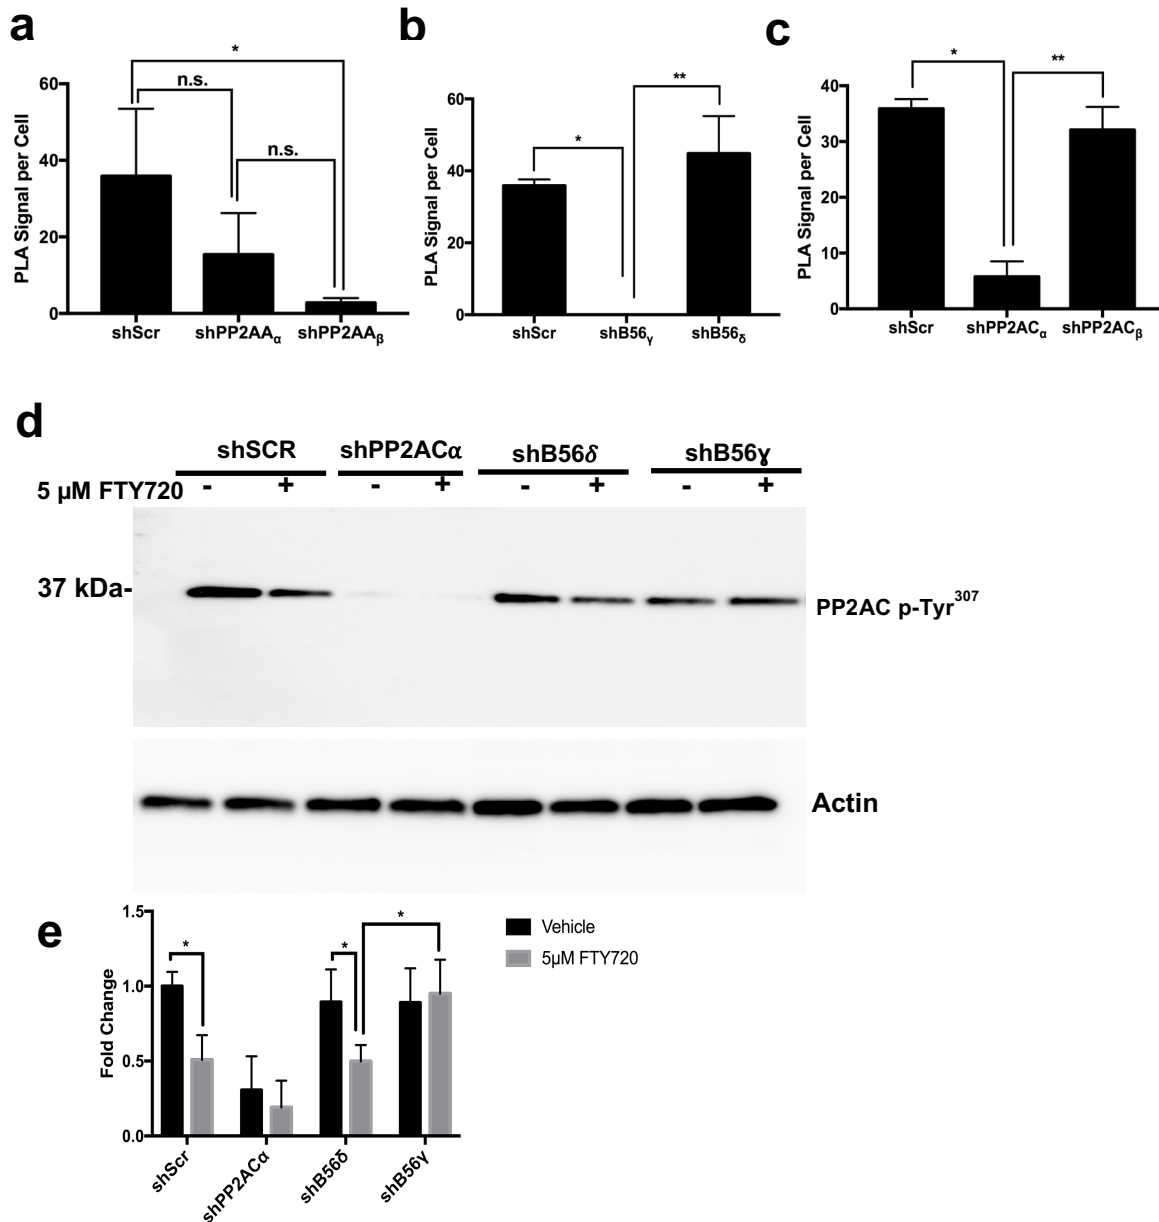 a
*
n.s.
n.s.
PLA Signal per Cell
60
40
20
0
shScr
shPP2AAα
shPP2AAβ
b
*
**
PLA Signal per Cell
60
40
20
0
shScr
shB56γ
shB56δ
c
*
**
PLA Signal per Cell
40
30
20
10
0
shScr
shPP2ACα
shPP2ACβ
d
shSCR shPP2ACα shB56δ shB56ɣ
5 µM FTY720 - + - + - + - +
37 kDa-
PP2AC p-Tyr307
Actin
e
Fold Change
1.5
1.0
0.5
0.0
*
*
*
shScr
shPP2ACα
shB56δ
shB56γ
Vehicle
5µM FTY720